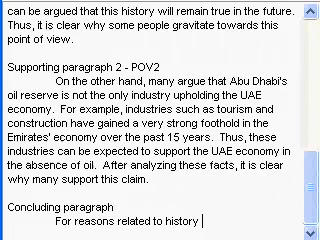 can be argued that this history will remain true in the future.
Thus, it is clear why some people gravitate towards this
point of view.
Supporting paragraph 2 - POV2
On the other hand, many argue that Abu Dhabi's
oil reserve is not the only industry upholding the UAE
economy. For example, industries such as tourism and
construction have gained a very strong foothold in the
Emirates' economy over the past 15 years. Thus, these
industries can be expected to support the UAE economy in
the absence of oil. After analyzing these facts, it is clear
why many support this claim.
Concluding paragraph
For reasons related to history